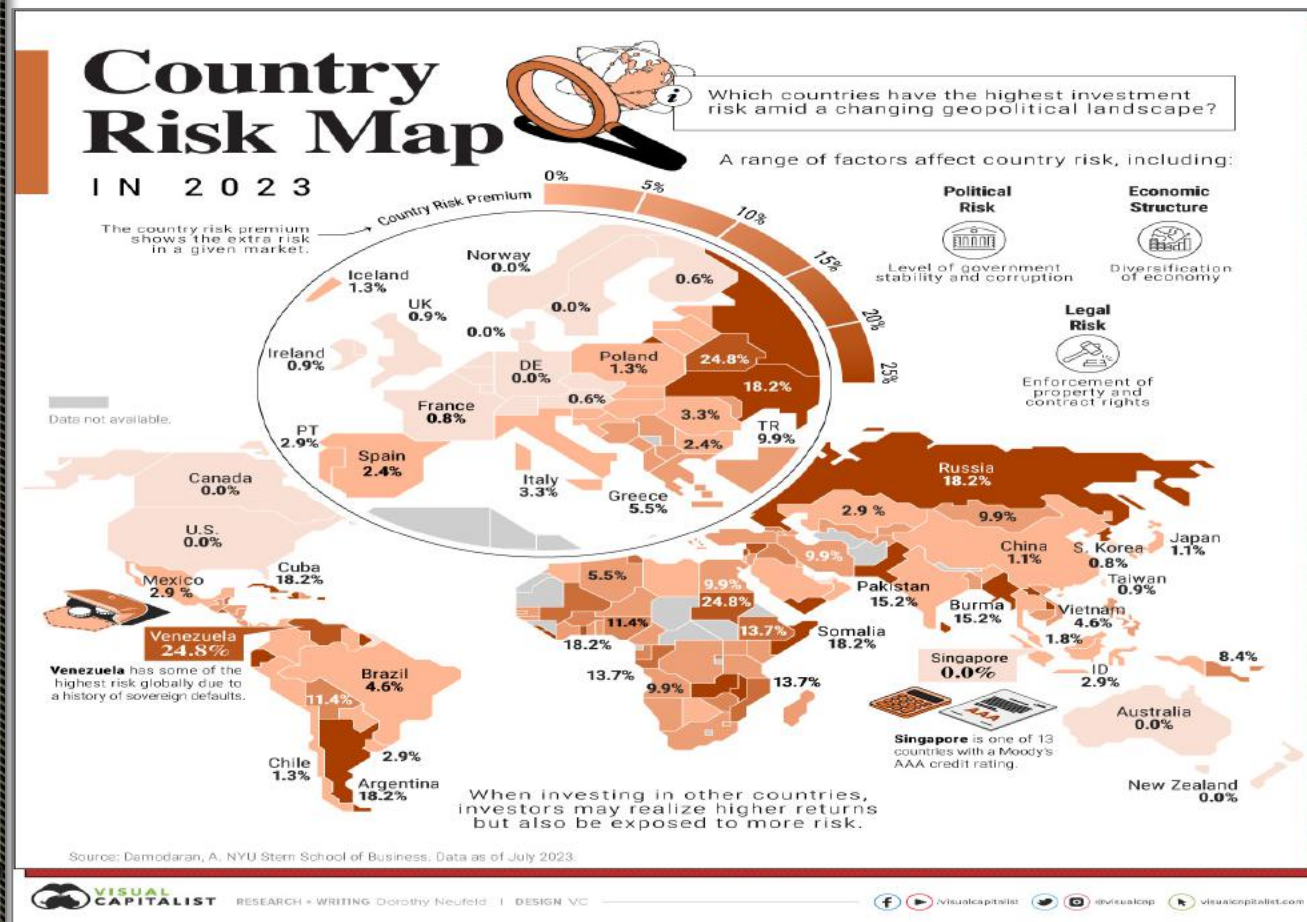 Country
Risk Map
IN 2023
Which countries have the highest investment
risk amid a changing geopolitical landscape?
A range of factors affect country risk, including:
Political
Risk
Level of government
stability and corruption
Economic
Structure
Diversification
of economy
Legal
Risk
Enforcement of
property and
contract rights
The country risk premium
shows the extra risk
in a given market.
Country Risk Premium
0%
5%
10%
15%
20%
25%
Data not available.
Norway
0.0%
Iceland
1.3%
UK
0.9%
0.0%
0.0%
0.6%
Ireland
0.9%
DE
0.0%
Poland
1.3%
24.8%
18.2%
France
0.8%
0.6%
3.3%
2.4%
TR
9.9%
PT
2.9%
Spain
2.4%
Italy
3.3%
Greece
5.5%
Canada
0.0%
U.S.
0.0%
Mexico
2.9 %
Cuba
18.2%
Venezuela
24.8%
Venezuela has some of the
highest risk globally due to
a history of sovereign defaults.
Brazil
4.6%
11.4%
2.9%
Chile
1.3%
Argentina
18.2%
5.5%
9.9%
24.8%
11.4%
13.7%
18.2%
Somalia
18.2%
13.7%
9.9%
13.7%
Russia
18.2%
2.9 %
9.9%
9.9%
China
1.1%
S. Korea
0.8%
Japan
1.1%
Taiwan
0.9%
Pakistan
15.2%
Burma
15.2%
Vietnam
4.6%
1.8%
Singapore
0.0%
ID
2.9%
8.4%
AAA
Singapore is one of 13
countries with a Moody's
AAA credit rating.
Australia
0.0%
New Zealand
0.0%
When investing in other countries,
investors may realize higher returns
but also be exposed to more risk.
Source: Damodaran, A. NYU Stern School of Business. Data as of July 2023.
VISUAL
CAPITALIST
RESEARCH + WRITING Dorothy Neufeld | DESIGN VC
/visualcapitalist
@visualcap
visualcapitalist.com